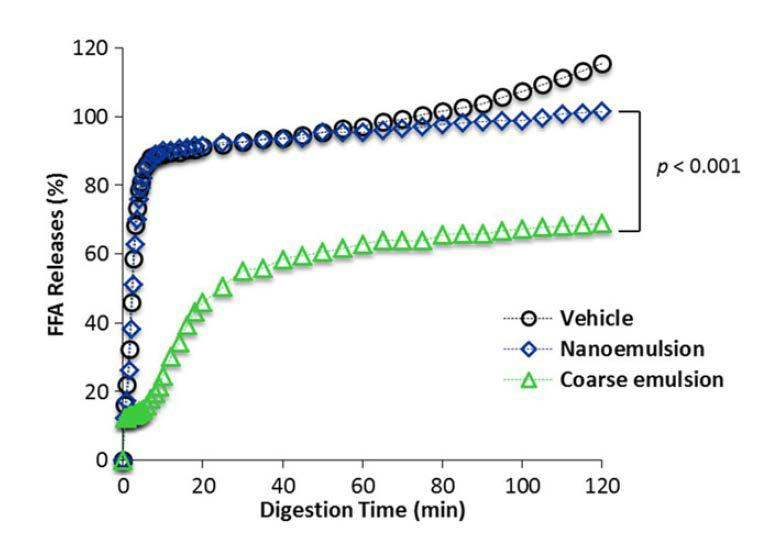 120
100
80
60
40
20
0
FFA Releases (%)
p < 0.001
Vehicle
Nanoemulsion
Coarse emulsion
0 20 40 60 80 100 120
Digestion Time (min)